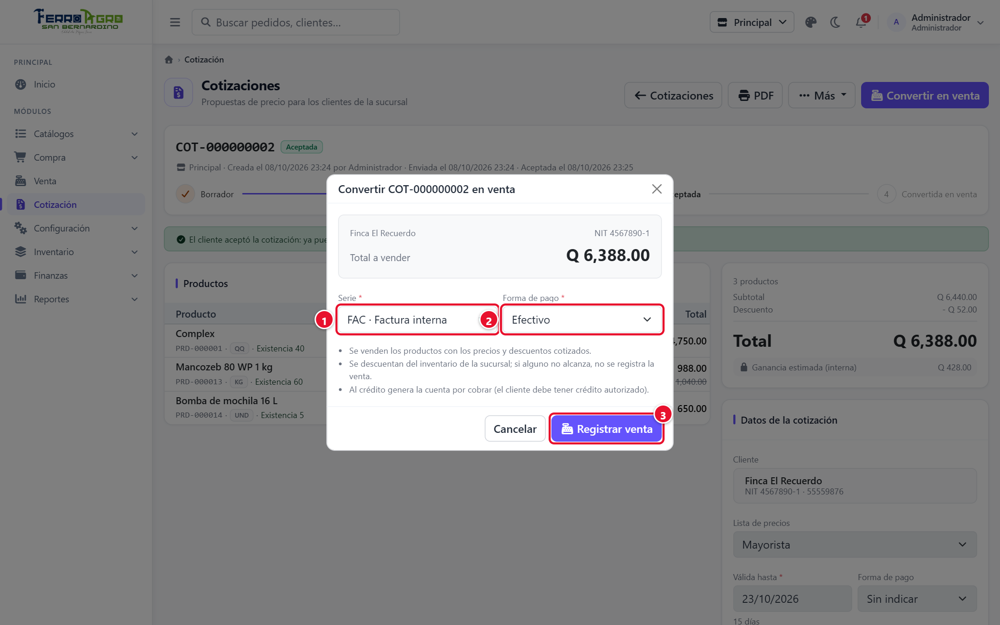 FERRO AGRO
SAN BERNARDINO
Buscar pedidos, clientes...
Principal
1
A
Administrador
Administrador
PRINCIPAL
Inicio
MÓDULOS
Catálogos
Compra
Venta
Cotización
Configuración
Inventario
Finanzas
Reportes
› Cotización
Cotizaciones
Propuestas de precio para los clientes de la sucursal
← Cotizaciones
PDF
Más
Convertir en venta
COT-000000002
Aceptada
Principal · Creada el 08/10/2026 23:24 por Administrador · Enviada el 08/10/2026 23:24 · Aceptada el 08/10/2026 23:25
Borrador
eptada
4
Convertida en venta
El cliente aceptó la cotización: ya pue
Productos
Producto
Total
Complex
PRD-000001 · QQ · Existencia 40
4,750.00
Mancozeb 80 WP 1 kg
PRD-000013 · KG · Existencia 60
988.00
1,040.00
Bomba de mochila 16 L
PRD-000014 · UND · Existencia 5
650.00
Convertir COT-000000002 en venta
Finca El Recuerdo
NIT 4567890-1
Total a vender
Q 6,388.00
Serie *
Forma de pago *
1
FAC · Factura interna
2
Efectivo
• Se venden los productos con los precios y descuentos cotizados.
• Se descuentan del inventario de la sucursal; si alguno no alcanza, no se registra la
venta.
• Al crédito genera la cuenta por cobrar (el cliente debe tener crédito autorizado).
Cancelar
Registrar venta
3
3 productos
Subtotal
Q 6,440.00
Descuento
- Q 52.00
Total
Q 6,388.00
Ganancia estimada (interna)
Q 428.00
Datos de la cotización
Cliente
Finca El Recuerdo
NIT 4567890-1 · 55559876
Lista de precios
Mayorista
Válida hasta *
Forma de pago
23/10/2026
Sin indicar
15 días